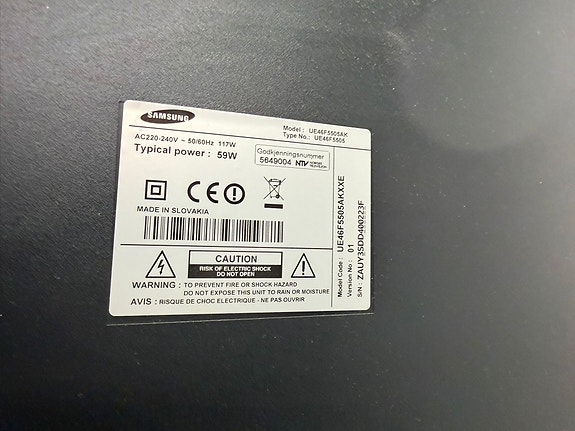 SAMSUNG
Model : UE46F5505AK
Type No.: UE46F5505
AC220-240V ~ 50/60Hz 117W
Typical power : 59W
Godkjenningsnummer
5649004 NTV
MADE IN SLOVAKIA
CAUTION
RISK OF ELECTRIC SHOCK
DO NOT OPEN
WARNING : TO PREVENT FIRE OR SHOCK HAZARD
DO NOT EXPOSE THIS UNIT TO RAIN OR MOISTURE
AVIS : RISQUE DE CHOC ELECTRIQUE - NE PAS OUVRIR
Model Code : UE46F5505AKXXE
Version No : 01
S/N : ZAUY3SDD400223F